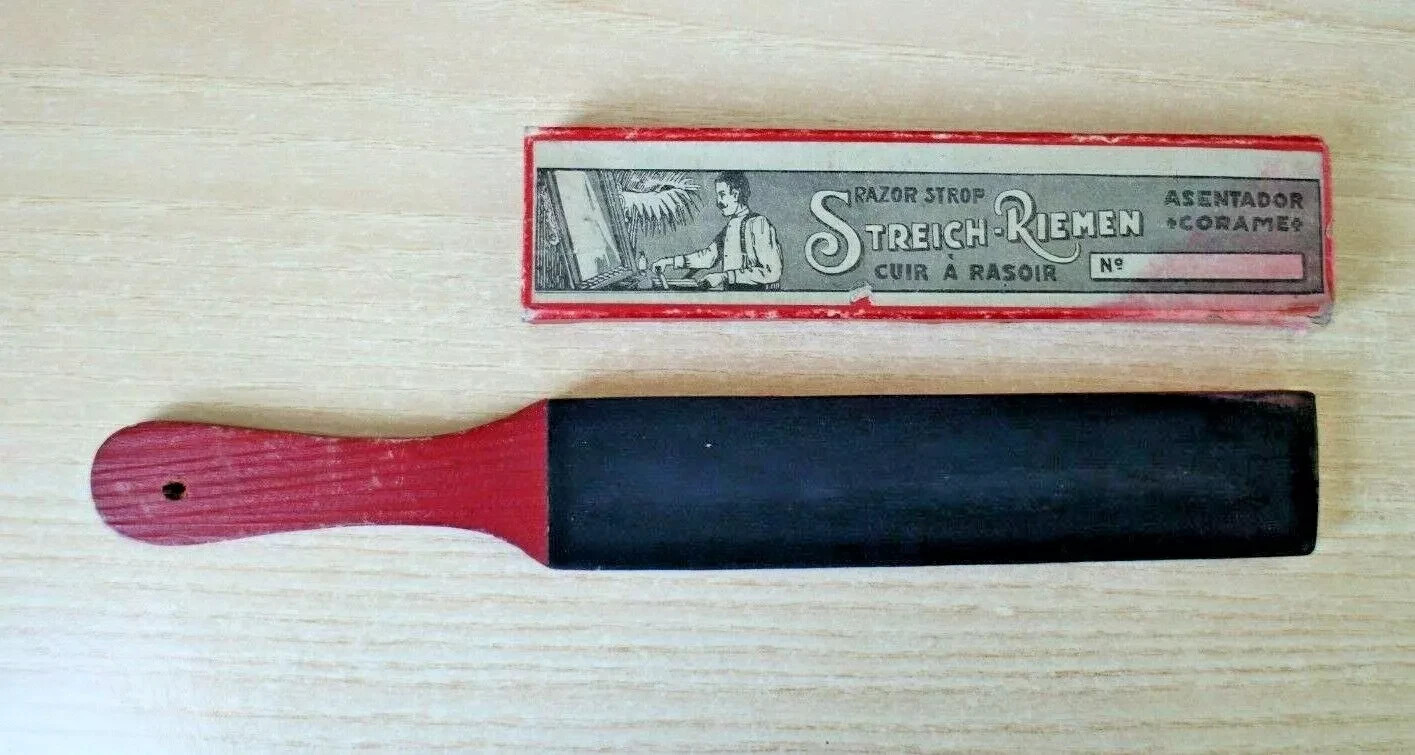 RAZOR STROP
STREICH-RIEMEN
CUIR À RASOIR
ASENTADOR
CORAME
Nº